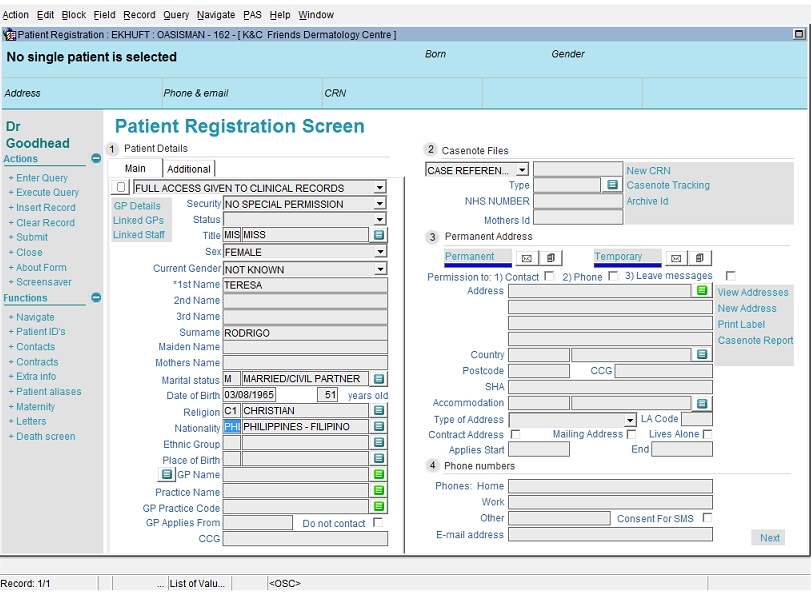 Action Edit Block Field Record Query Navigate PAS Help Window
Patient Registration : EKHUFT : OASISMAN - 162 - [ K&C Friends Dermatology Centre ]
No single patient is selected
Born
Gender
Address
Phone & email
CRN
Dr Goodhead
Actions
+ Enter Query
+ Execute Query
+ Insert Record
+ Clear Record
+ Submit
+ Close
+ About Form
+ Screensaver
Functions
+ Navigate
+ Patient ID's
+ Contacts
+ Contracts
+ Extra info
+ Patient aliases
+ Maternity
+ Letters
+ Death screen
Patient Registration Screen
1 Patient Details
Main Additional
FULL ACCESS GIVEN TO CLINICAL RECORDS
GP Details
Linked GPs
Linked Staff
Security NO SPECIAL PERMISSION
Status
Title MIS MISS
Sex FEMALE
Current Gender NOT KNOWN
*1st Name TERESA
2nd Name
3rd Name
Surname RODRIGO
Maiden Name
Mothers Name
Marital status M MARRIED/CIVIL PARTNER
Date of Birth 03/08/1965 51 years old
Religion C1 CHRISTIAN
Nationality PHI PHILIPPINES - FILIPINO
Ethnic Group
Place of Birth
GP Name
Practice Name
GP Practice Code
GP Applies From Do not contact
CCG
2 Casenote Files
CASE REFEREN...
Type
NHS NUMBER
Mothers Id
New CRN
Casenote Tracking
Archive Id
3 Permanent Address
Permanent Temporary
Permission to: 1) Contact 2) Phone 3) Leave messages
Address
View Addresses
New Address
Print Label
Casenote Report
Country
Postcode CCG
SHA
Accommodation
Type of Address LA Code
Contract Address Mailing Address Lives Alone
Applies Start End
4 Phone numbers
Phones: Home
Work
Other Consent For SMS
E-mail address
Next
Record: 1/1 ... List of Valu... <OSC>